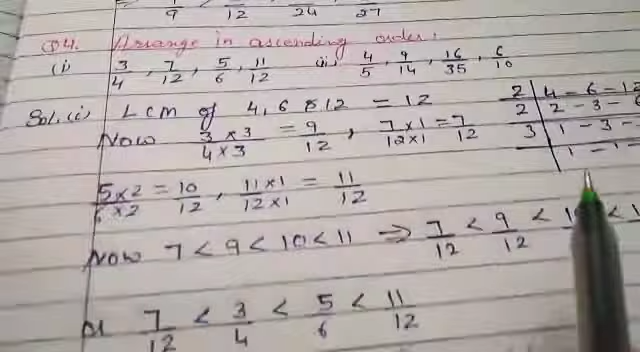 9 12 24 27
Q4. Arrange in ascending order:
(i) 3/4, 7/12, 5/6, 11/12 (ii) 4/5, 9/14, 16/35, 6/10
Sol.(i) LCM of 4,6 & 12 = 12
2 | 4 - 6 - 12
2 | 2 - 3 - 6
3 | 1 - 3 -
1 - 1 -
Now 3×3/4×3 = 9/12, 7×1/12×1 = 7/12
5×2/6×2 = 10/12, 11×1/12×1 = 11/12
Now 7 < 9 < 10 < 11 ⇒ 7/12 < 9/12 <
7/12 < 3/4 < 5/6 < 11/12